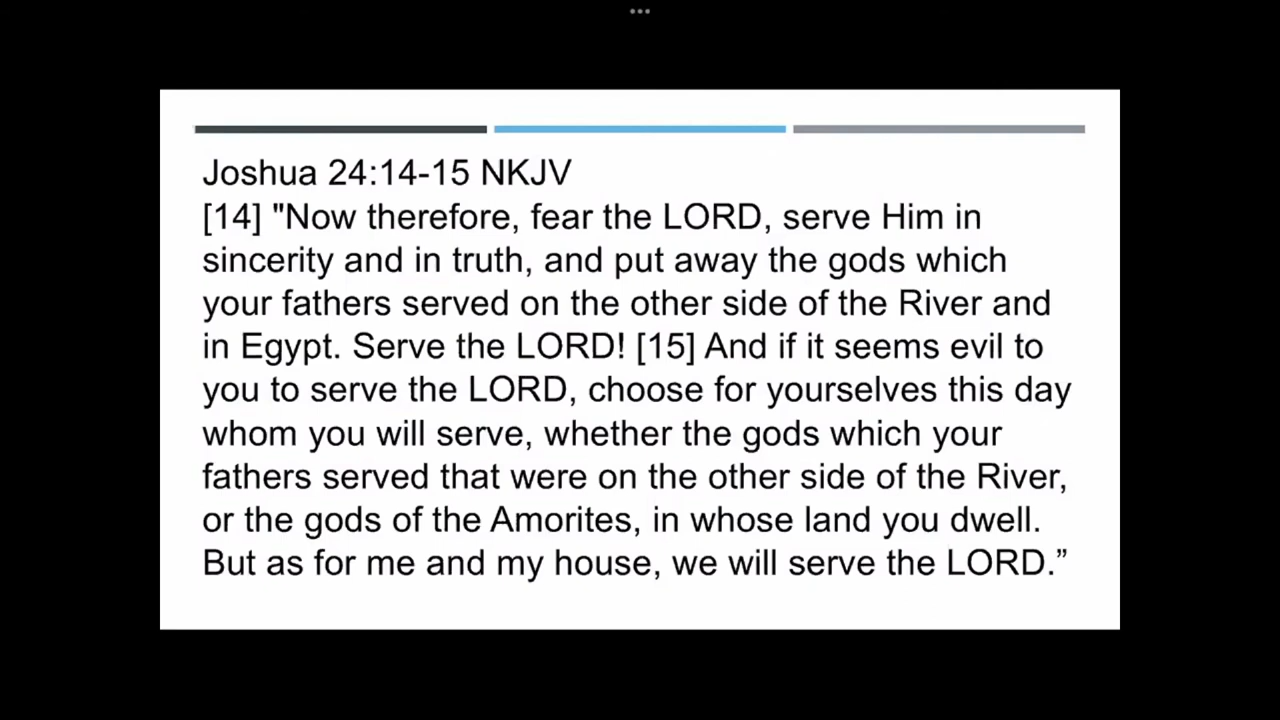 Joshua 24:14-15 NKJV
[14] "Now therefore, fear the LORD, serve Him in
sincerity and in truth, and put away the gods which
your fathers served on the other side of the River and
in Egypt. Serve the LORD! [15] And if it seems evil to
you to serve the LORD, choose for yourselves this day
whom you will serve, whether the gods which your
fathers served that were on the other side of the River,
or the gods of the Amorites, in whose land you dwell.
But as for me and my house, we will serve the LORD.”